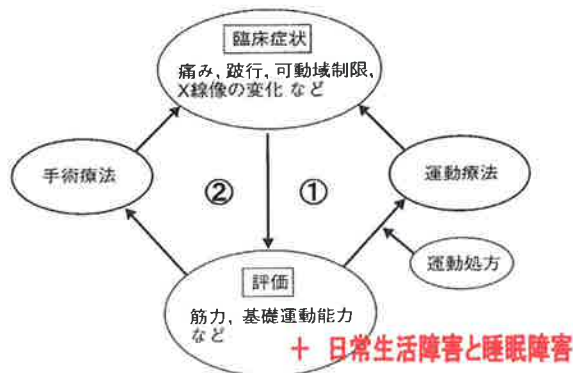 臨床症状
痛み, 跛行, 可動域制限,
X線像の変化 など
手術療法
②
①
運動療法
運動処方
評価
筋力, 基礎運動能力
など
+ 日常生活障害と睡眠障害